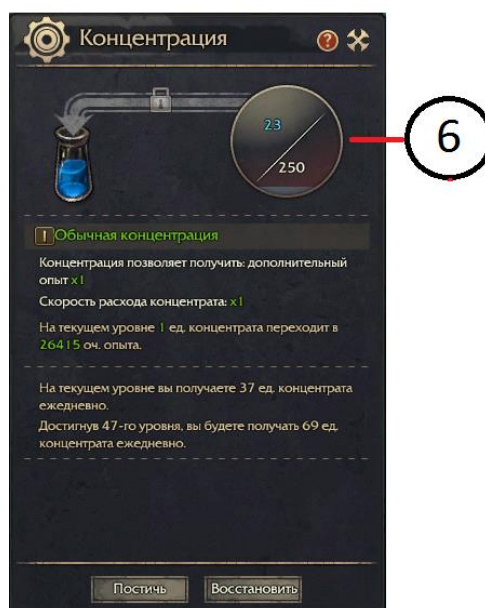 Концентрация
?
1
23
250
6
I Обычная концентрация
Концентрация позволяет получить: дополнительный
опыт x1
Скорость расхода концентрата: x1
На текущем уровне 1 ед. концентрата переходит в
26415 оч. опыта.
На текущем уровне вы получаете 37 ед. концентрата
ежедневно.
Достигнув 47-го уровня, вы будете получать 69 ед.
концентрата ежедневно.
Постичь
Восстановить